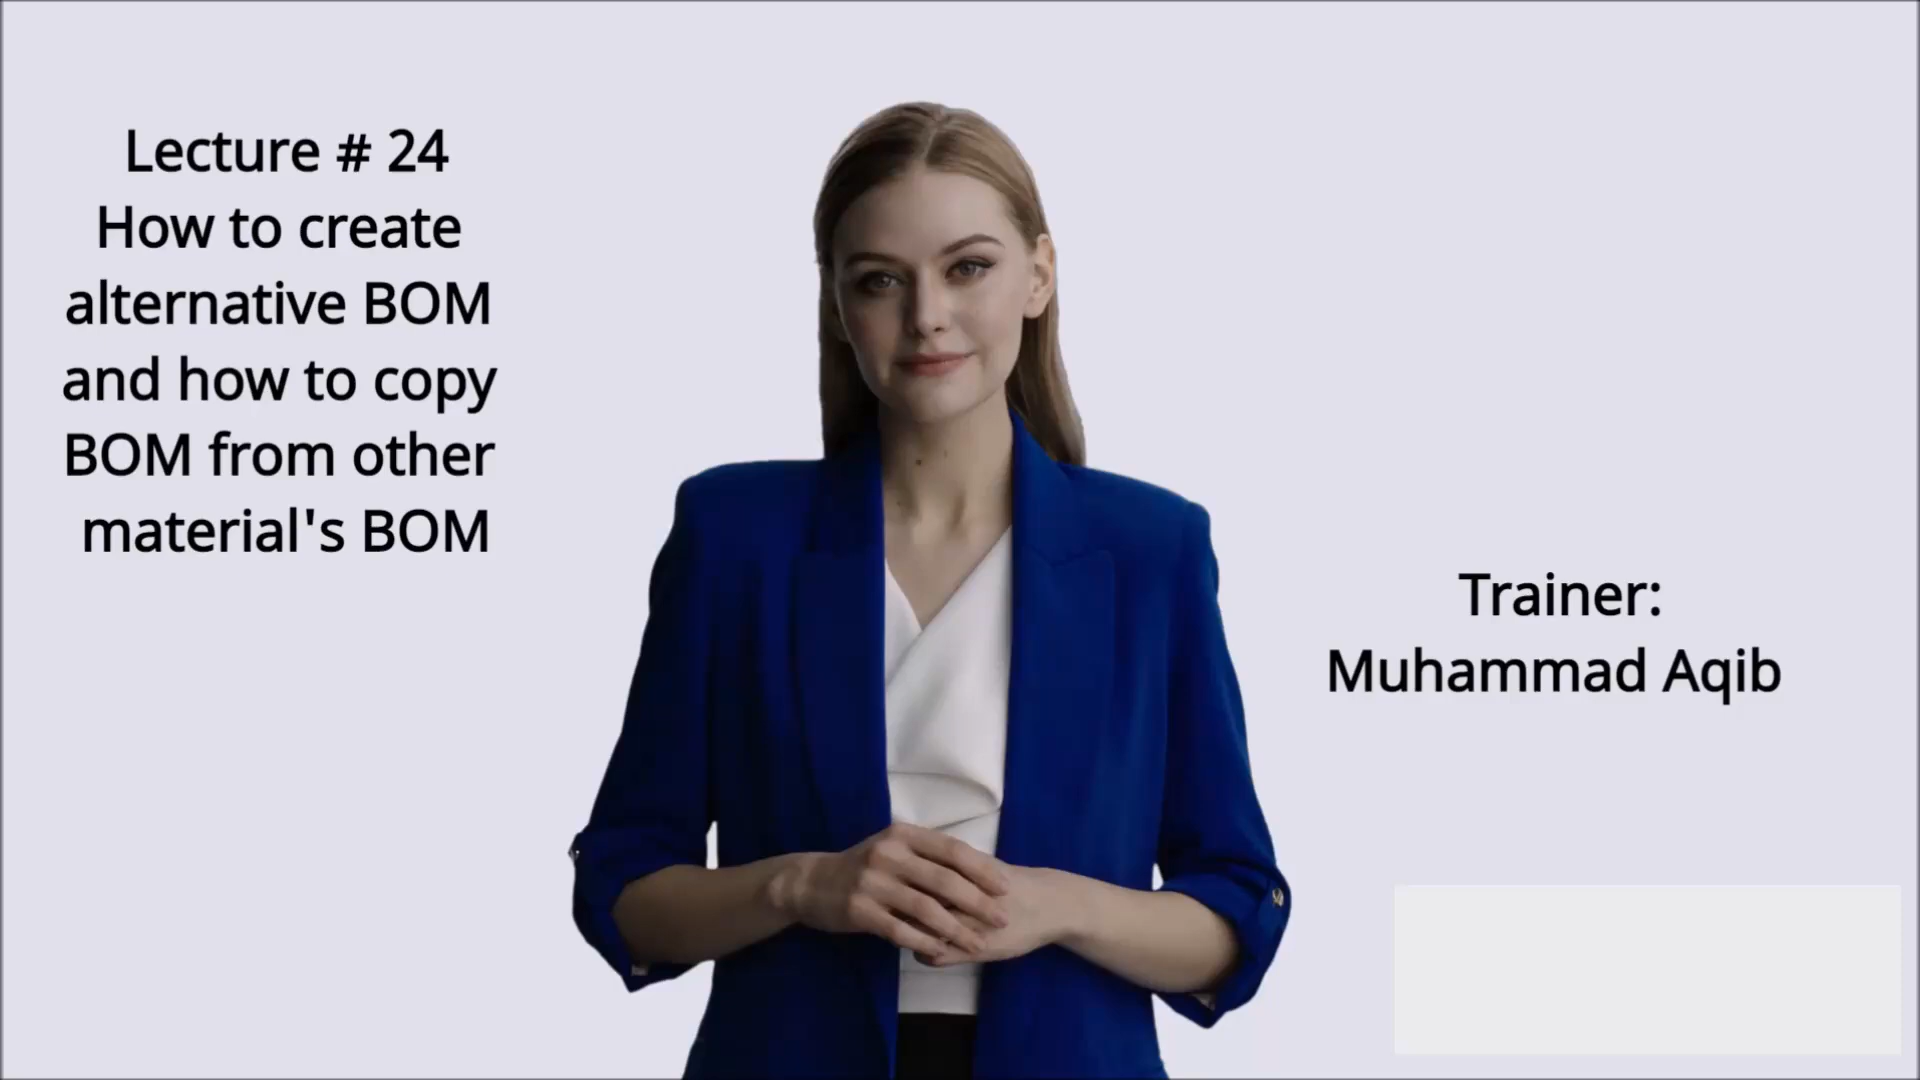 Lecture # 24
How to create
alternative BOM
and how to copy
BOM from other
material's BOM
Trainer:
Muhammad Aqib